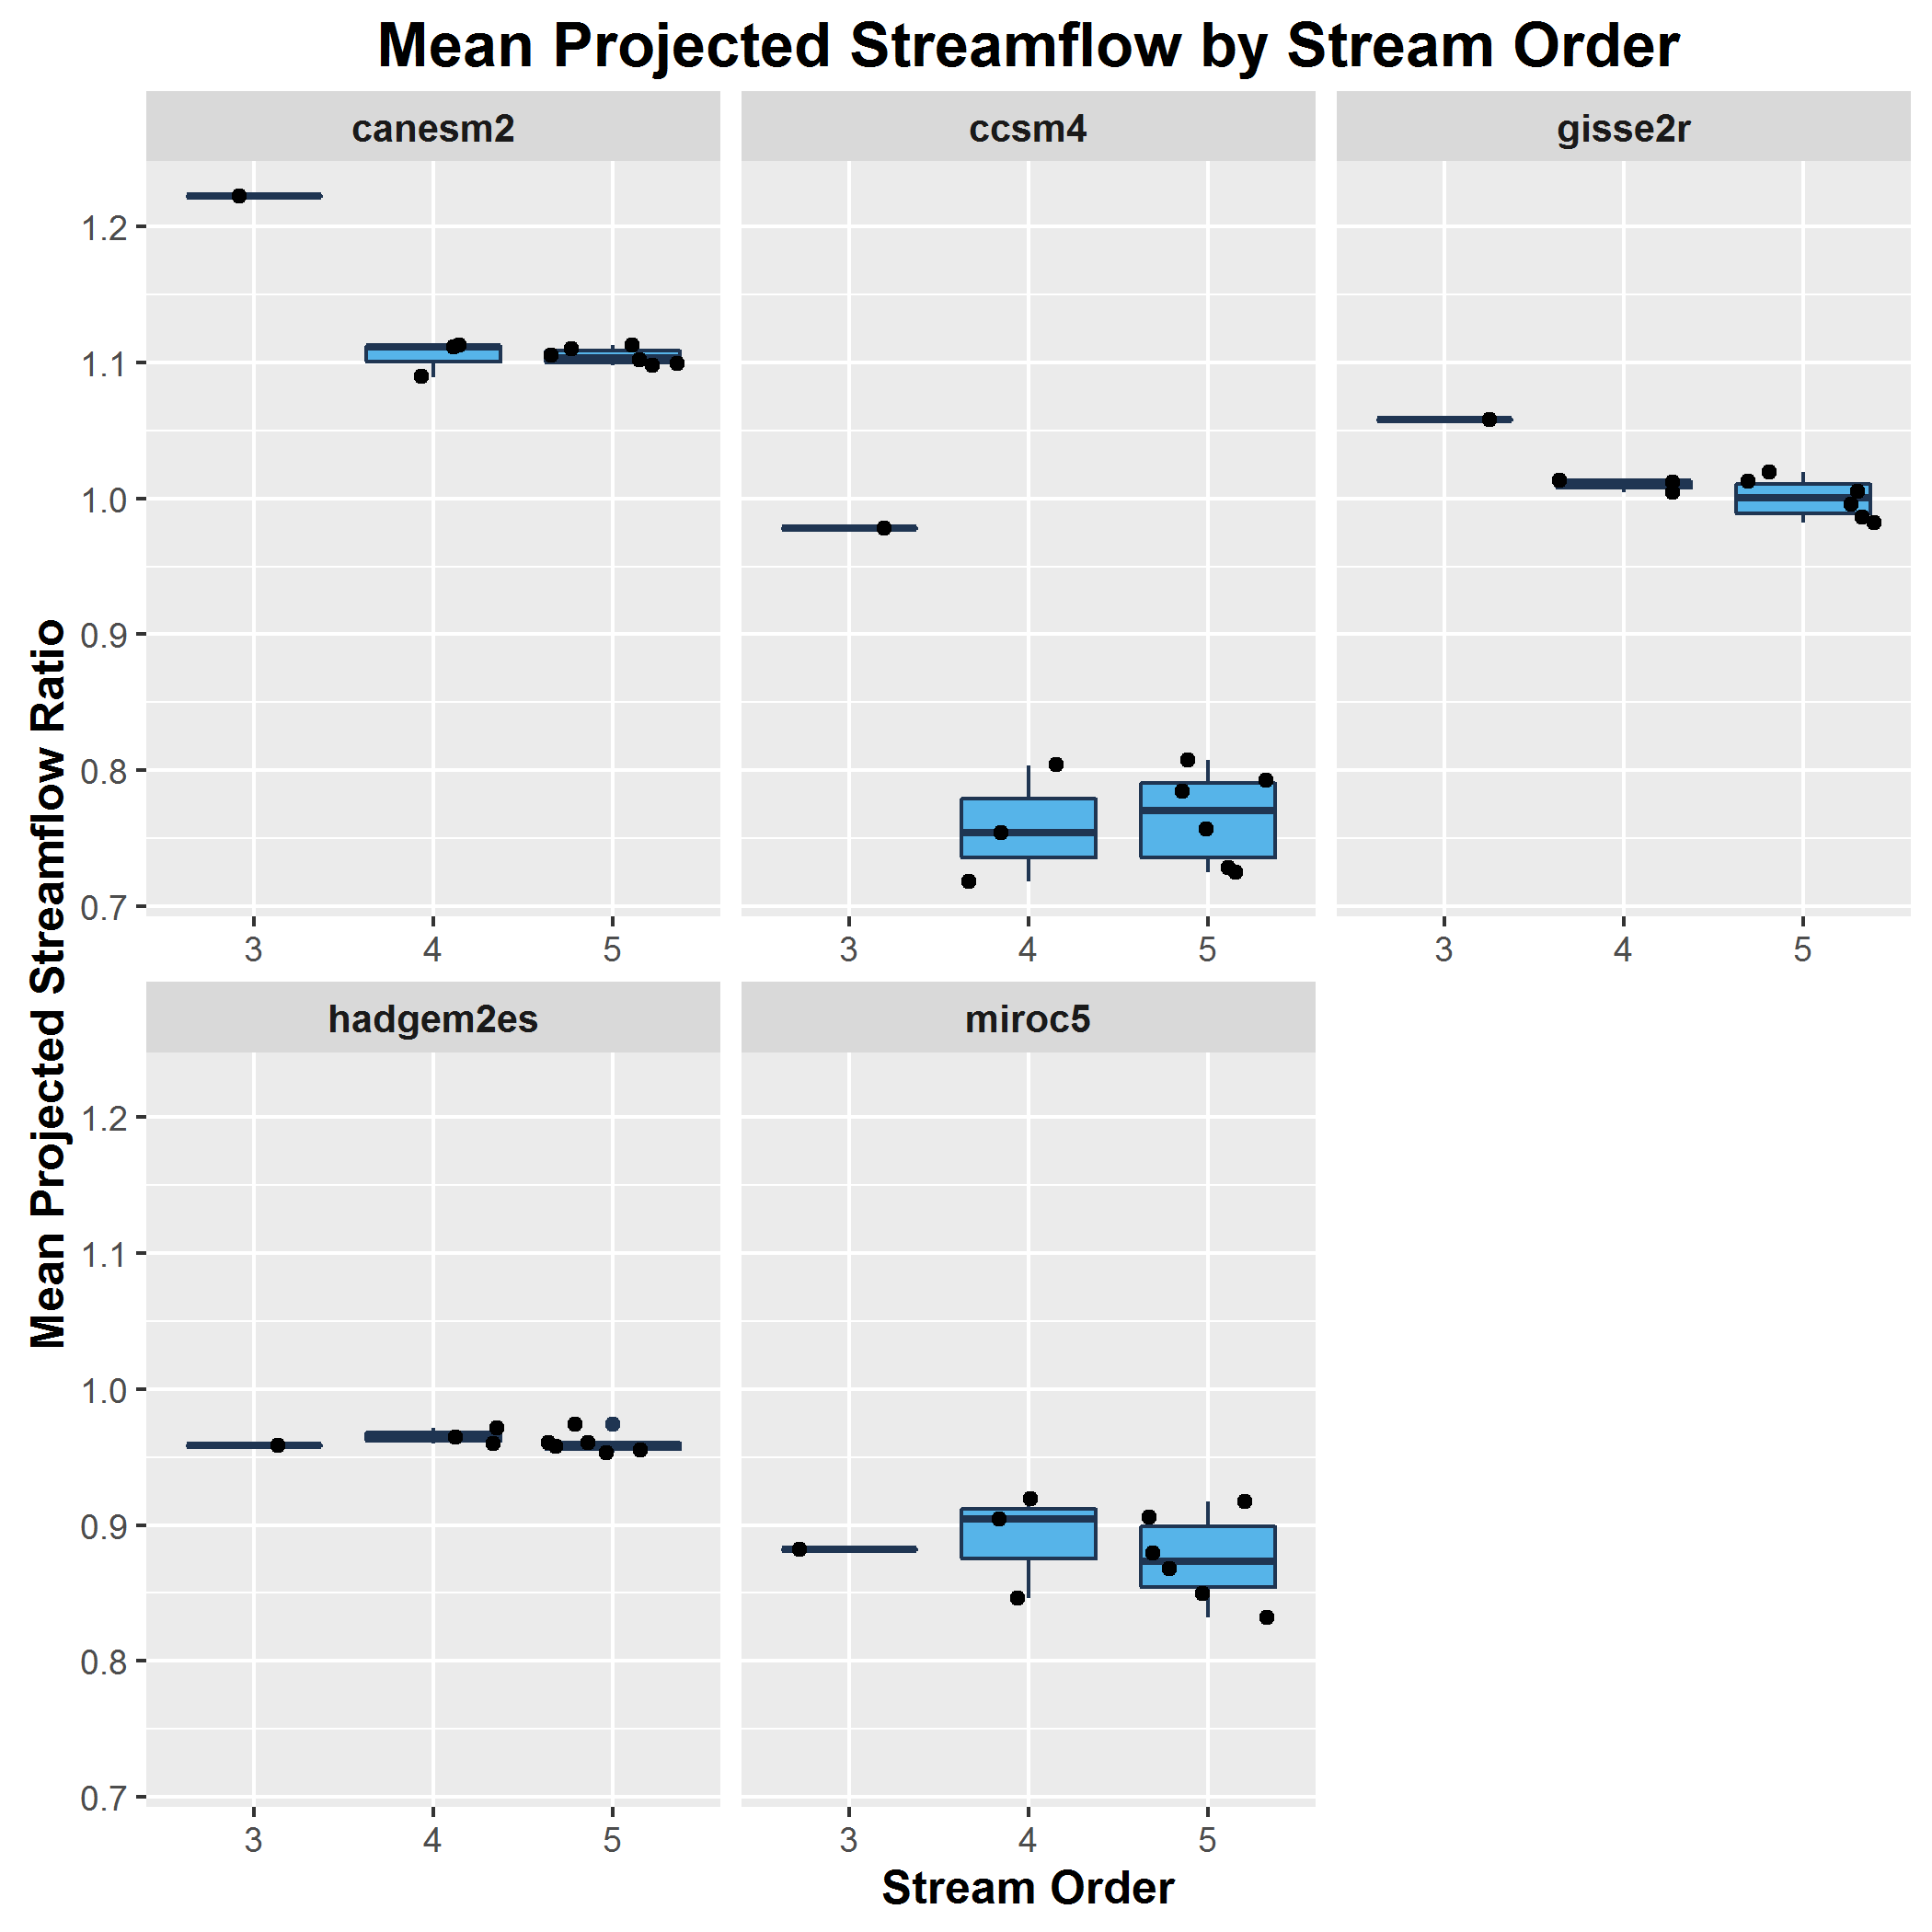 Mean Projected Streamflow by Stream Order
canesm2 ccsm4 gisse2r
1.2
1.1
1.0
0.9
0.8
0.7
3 4 5 3 4 5 3 4 5
Mean Projected Streamflow Ratio
hadgem2es miroc5
1.2
1.1
1.0
0.9
0.8
0.7
3 4 5 3 4 5
Stream Order